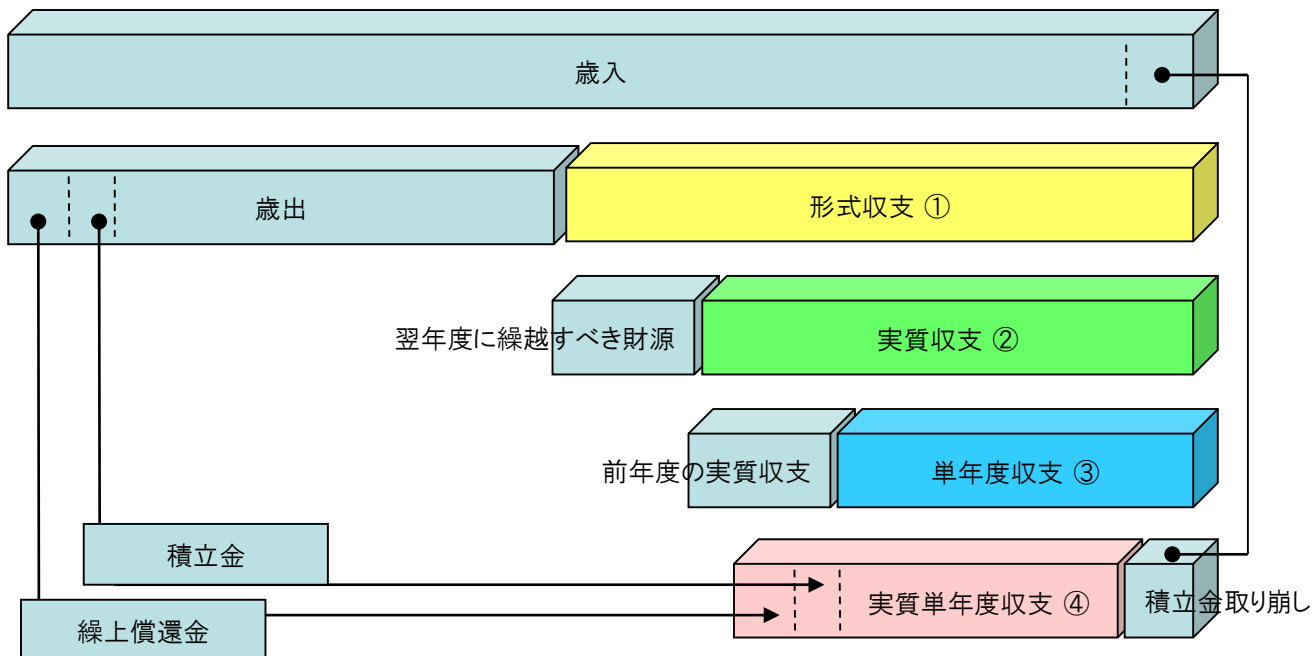 歳入
歳出
形式収支 ①
翌年度に繰越すべき財源
実質収支 ②
前年度の実質収支
単年度収支 ③
積立金
実質単年度収支 ④
積立金取り崩し
繰上償還金